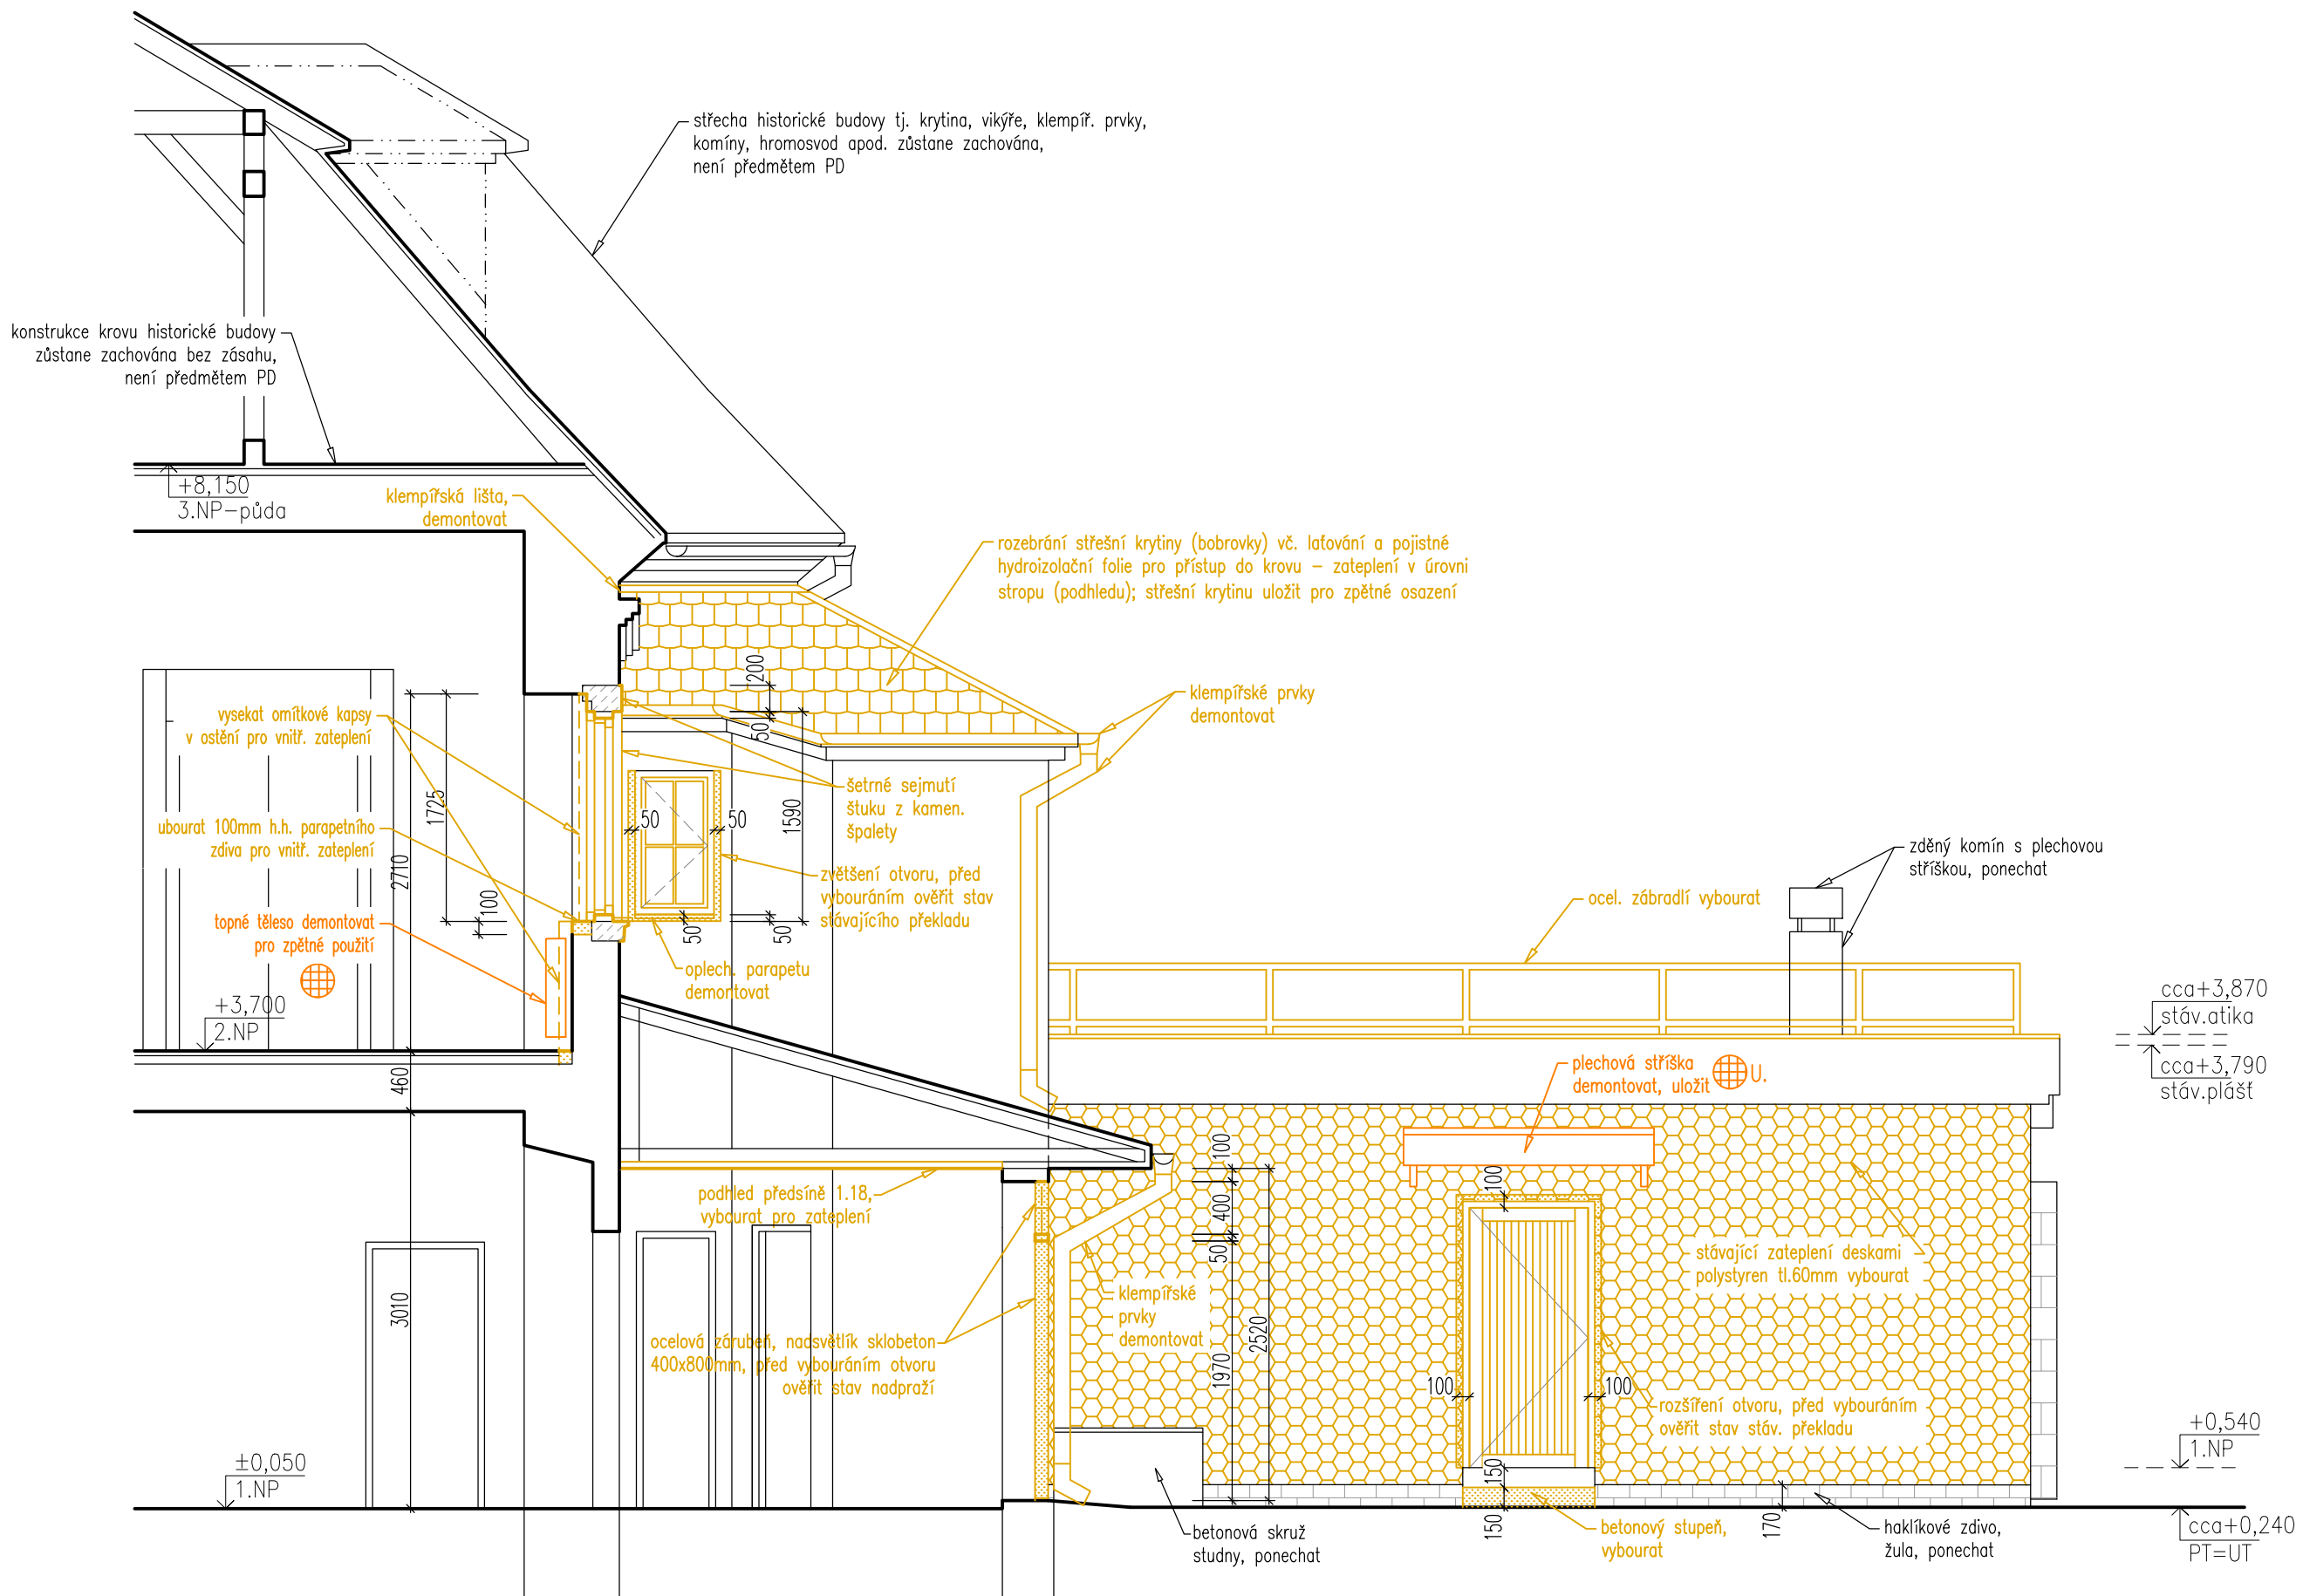 střecha historické budovy tj. krytina, vikýře, klempíř. prvky,
komíny, hromosvod apod. zůstane zachována,
není předmětem PD
konstrukce krovu historické budovy
zůstane zachována bez zásahu,
není předmětem PD
+8,150
3.NP–půda
klempířská lišta,
demontovat
rozebrání střešní krytiny (bobrovky) vč. laťování a pojistné
hydroizolační folie pro přístup do krovu – zateplení v úrovni
stropu (podhledu); střešní krytinu uložit pro zpětné osazení
klempířské prvky
demontovat
vysekat omítkové kapsy
v ostění pro vnitř. zateplení
ubourat 100mm h.h. parapetního
zdiva pro vnitř. zateplení
topné těleso demontovat
pro zpětné použití
+3,700
2.NP
2710
1725
100
460
3010
200
50
1590
50
50
50
50
šetrné sejmutí
štuku z kamen.
špalety
zvětšení otvoru, před
vybouráním ověřit stav
stávajícího překladu
oplech. parapetu
demontovat
zděný komín s plechovou
stříškou, ponechat
ocel. zábradlí vybourat
cca+3,870
stáv.atika
cca+3,790
stáv.plášť
plechová stříška
demontovat, uložit
U.
podhled předsíně 1.18,
vybourat pro zateplení
100
400
50
1970
2520
klempířské
prvky
demontovat
ocelová zárubeň, nadsvětlík sklobeton
400x800mm, před vybouráním otvoru
ověřit stav nadpraží
stávající zateplení deskami
polystyren tl.60mm vybourat
100
100
100
rozšíření otvoru, před vybouráním
ověřit stav stáv. překladu
150
150
170
±0,050
1.NP
+0,540
1.NP
betonová skruž
studny, ponechat
betonový stupeň,
vybourat
haklíkové zdivo,
žula, ponechat
cca+0,240
PT=UT